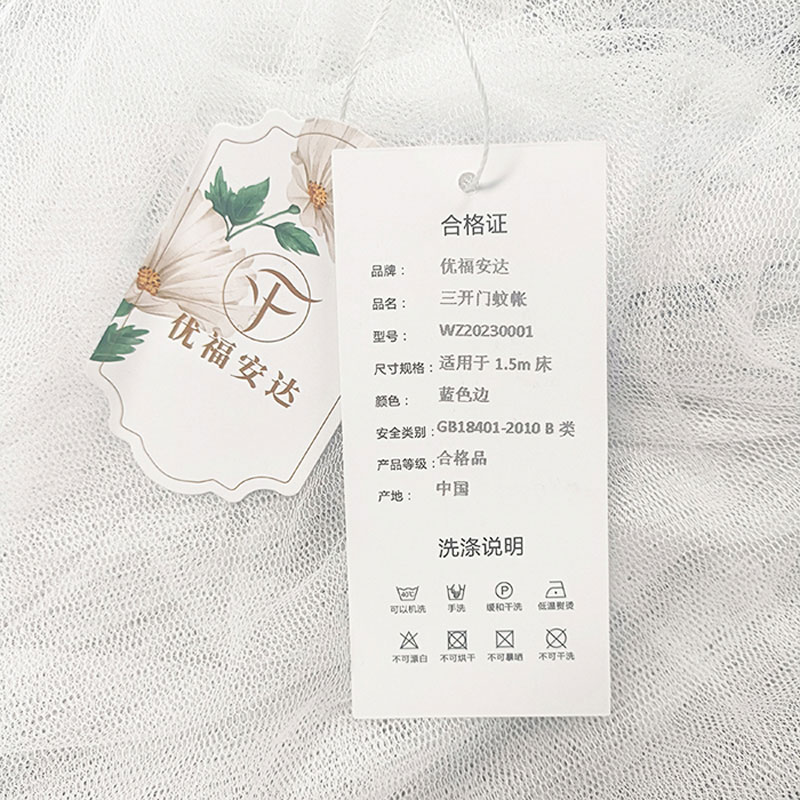 优福安达
合格证
品牌： 优福安达
品名： 三开门蚊帐
型号： WZ20230001
尺寸规格： 适用于 1.5m 床
颜色： 蓝色边
安全类别： GB18401-2010 B 类
产品等级： 合格品
产地： 中国
洗涤说明
40℃ P
可以机洗 手洗 缓和干洗 低温熨烫
不可漂白 不可烘干 不可暴晒 不可干洗